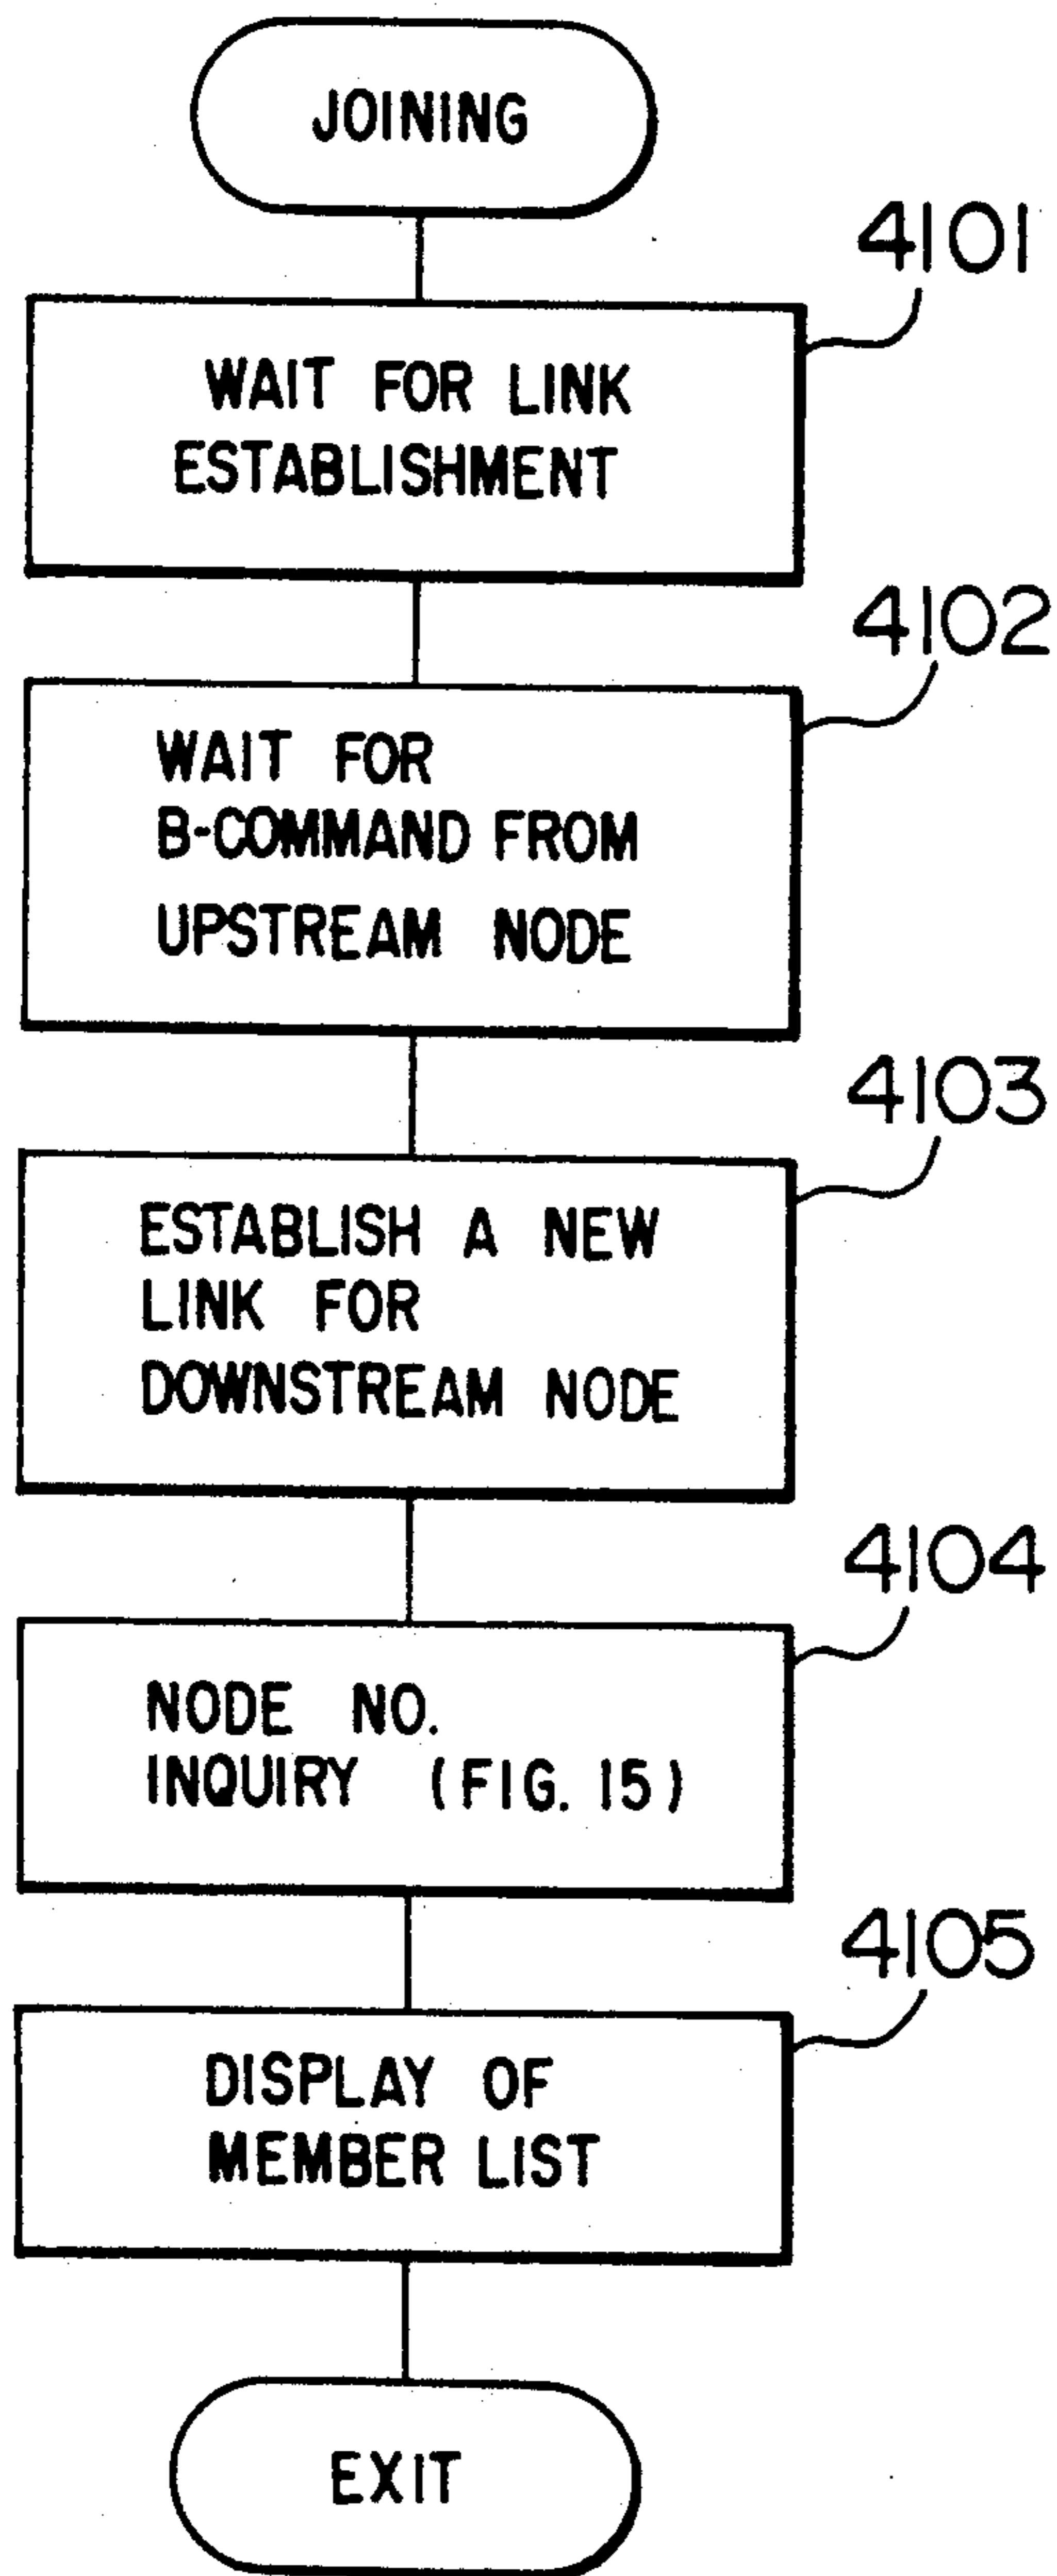 JOINING
4101
WAIT FOR LINK
ESTABLISHMENT
4102
WAIT FOR
B-COMMAND FROM
UPSTREAM NODE
4103
ESTABLISH A NEW
LINK FOR
DOWNSTREAM NODE
4104
NODE NO.
INQUIRY (FIG. 15)
4105
DISPLAY OF
MEMBER LIST
EXIT